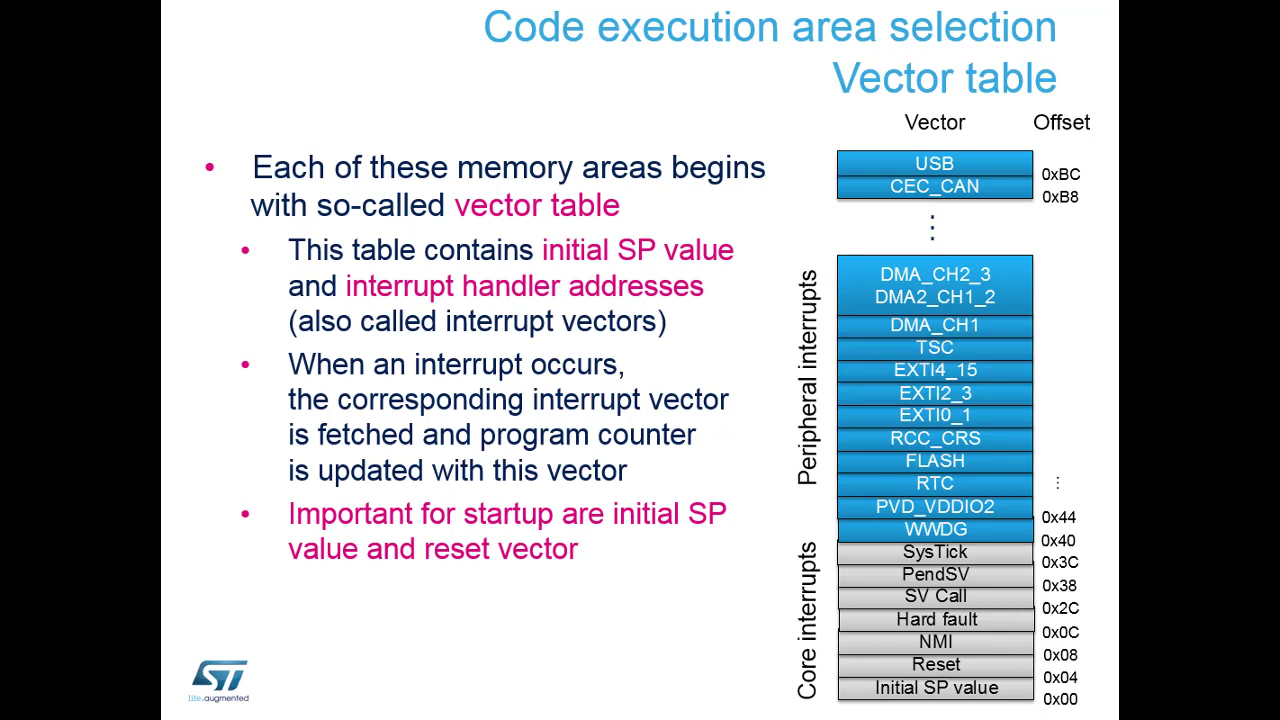 Code execution area selection
Vector table
• Each of these memory areas begins
with so-called vector table
• This table contains initial SP value
and interrupt handler addresses
(also called interrupt vectors)
• When an interrupt occurs,
the corresponding interrupt vector
is fetched and program counter
is updated with this vector
• Important for startup are initial SP
value and reset vector
Vector Offset
USB
0xBC
CEC_CAN
0xB8
⋮
Peripheral interrupts
DMA_CH2_3
DMA2_CH1_2
DMA_CH1
TSC
EXTI4_15
EXTI2_3
EXTI0_1
RCC_CRS
FLASH
RTC
⋮
PVD_VDDIO2
0x44
WWDG
0x40
Core interrupts
SysTick
0x3C
PendSV
0x38
SV Call
0x2C
Hard fault
0x0C
NMI
0x08
Reset
0x04
Initial SP value
0x00
ST
life.augmented